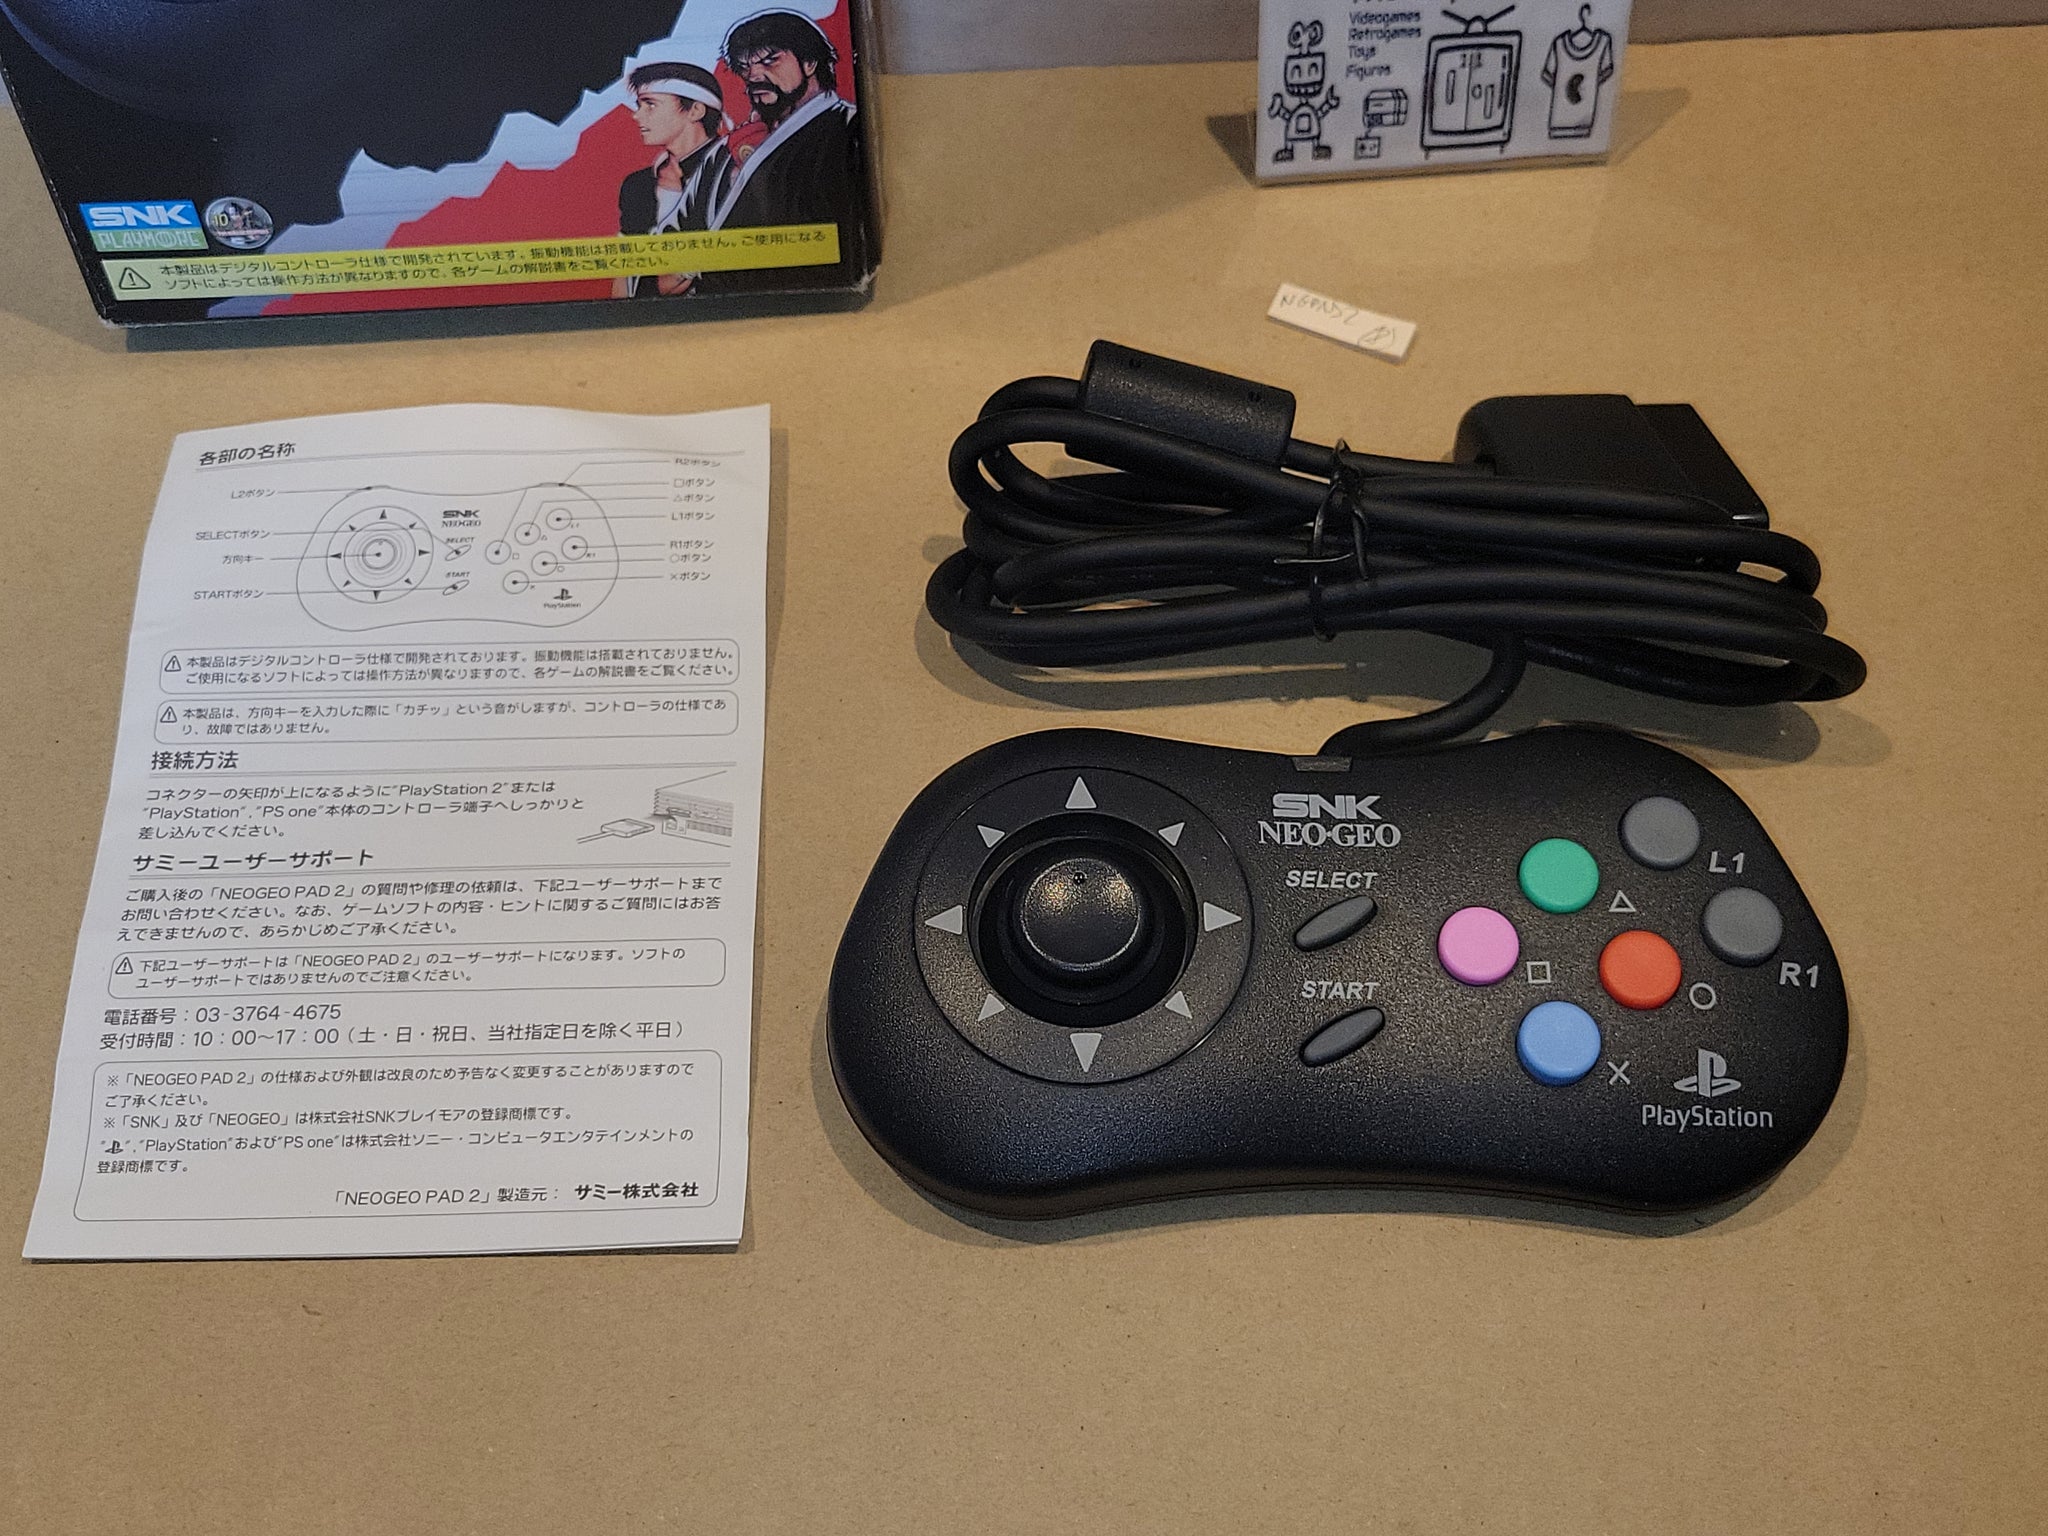 SNK
PLAYMORE
10
本製品はデジタルコントローラ仕様で開発されています。振動機能は搭載しておりません。ご使用になる
ソフトによっては操作方法が異なりますので、各ゲームの解説書をご覧ください。
Videogames
Retrogames
Toys
Figures
各部の名称
R2ボタン
□ボタン
L2ボタン
△ボタン
L1ボタン
SELECTボタン
R1ボタン
方向キー
○ボタン
×ボタン
STARTボタン
SNK
NEO・GEO
SELECT
START
L1
△
R1
□
○
×
PlayStation
本製品はデジタルコントローラ仕様で開発されております。振動機能は搭載されておりません。
ご使用になるソフトによっては操作方法が異なりますので、各ゲームの解説書をご覧ください。
本製品は、方向キーを入力した際に「カチッ」という音がしますが、コントローラの仕様であ
り、故障ではありません。
接続方法
コネクターの矢印が上になるように"PlayStation 2"または
"PlayStation","PS one"本体のコントローラ端子へしっかりと
差し込んでください。
サミーユーザーサポート
ご購入後の「NEOGEO PAD 2」の質問や修理の依頼は、下記ユーザーサポートまで
お問い合わせください。なお、ゲームソフトの内容・ヒントに関するご質問にはお答
えできませんので、あらかじめご了承ください。
下記ユーザーサポートは「NEOGEO PAD 2」のユーザーサポートになります。ソフトの
ユーザーサポートではありませんのでご注意ください。
電話番号：03-3764-4675
受付時間：10：00〜17：00（土・日・祝日、当社指定日を除く平日）
※「NEOGEO PAD 2」の仕様および外観は改良のため予告なく変更することがありますので
ご了承ください。
※「SNK」及び「NEOGEO」は株式会社SNKプレイモアの登録商標です。
" ","PlayStation"および"PS one"は株式会社ソニー・コンピュータエンタテインメントの
登録商標です。
「NEOGEO PAD 2」製造元： サミー株式会社
SNK
NEO・GEO
SELECT
START
L1
△
R1
□
○
×
PlayStation